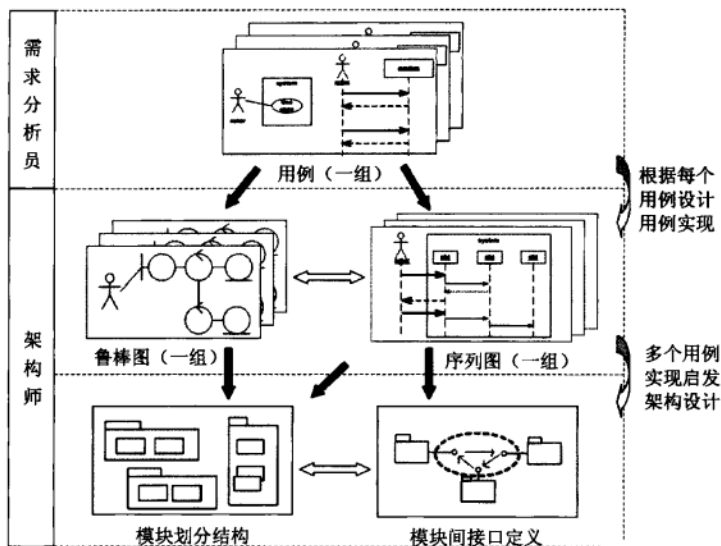 需求分析员
用例（一组）
根据每个
用例设计
用例实现
架构师
鲁棒图（一组）
序列图（一组）
多个用例
实现启发
架构设计
模块划分结构
模块间接口定义